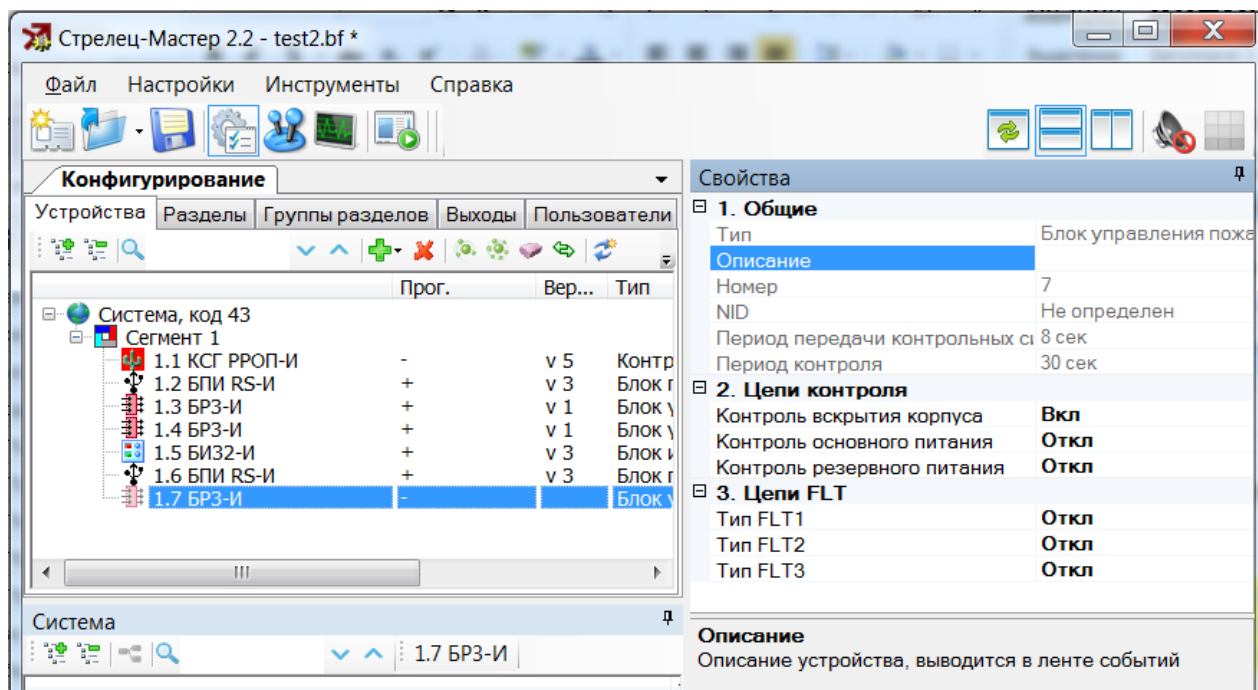 Стрелец-Мастер 2.2 - test2.bf *
Файл Настройки Инструменты Справка
Конфигурирование
Устройства Разделы Группы разделов Выходы Пользователи
Прог. Вер... Тип
Система, код 43
Сегмент 1
1.1 КСГ РРОП-И - v 5 Контр
1.2 БПИ RS-И + v 3 Блок г
1.3 БРЗ-И + v 1 Блок у
1.4 БРЗ-И + v 1 Блок у
1.5 БИ32-И + v 3 Блок и
1.6 БПИ RS-И + v 3 Блок г
1.7 БРЗ-И - Блок у
Система
1.7 БРЗ-И
Свойства
1. Общие
Тип Блок управления пожа
Описание
Номер 7
NID Не определен
Период передачи контрольных си 8 сек
Период контроля 30 сек
2. Цепи контроля
Контроль вскрытия корпуса Вкл
Контроль основного питания Откл
Контроль резервного питания Откл
3. Цепи FLT
Тип FLT1 Откл
Тип FLT2 Откл
Тип FLT3 Откл
Описание
Описание устройства, выводится в ленте событий